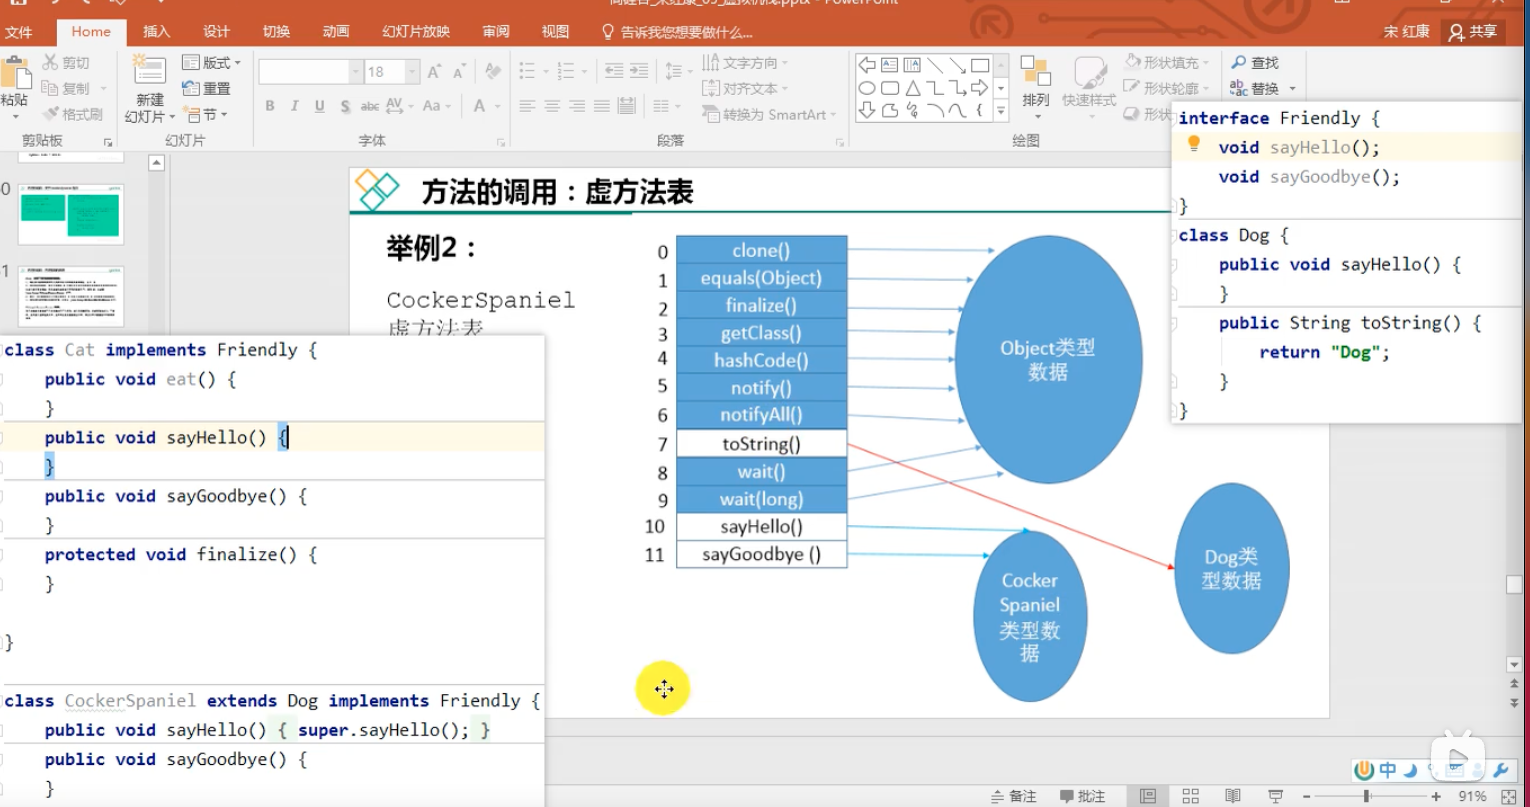 文件 Home 插入 设计 切换 动画 幻灯片放映 审阅 视图 告诉我您想要做什么... 宋 红康 共享
粘贴
剪切
复制
格式刷
剪贴板
新建
幻灯片
版式
重置
节
幻灯片
18
B I U S abc AV Aa A
字体
文字方向
对齐文本
转换为 SmartArt
段落
排列 快速样式
形状填充
形状轮廓
绘图
查找
替换
interface Friendly {
void sayHello();
void sayGoodbye();
}
class Dog {
public void sayHello() {
}
public String toString() {
return "Dog";
}
}
方法的调用：虚方法表
举例2：
CockerSpaniel
虚方法表
0 clone()
1 equals(Object)
2 finalize()
3 getClass()
4 hashCode()
5 notify()
6 notifyAll()
7 toString()
8 wait()
9 wait(long)
10 sayHello()
11 sayGoodbye ()
Object类型
数据
Cocker
Spaniel
类型数
据
Dog类
型数据
class Cat implements Friendly {
public void eat() {
}
public void sayHello() {
}
public void sayGoodbye() {
}
protected void finalize() {
}
}
class CockerSpaniel extends Dog implements Friendly {
public void sayHello() { super.sayHello(); }
public void sayGoodbye() {
}
中
备注 批注 91%